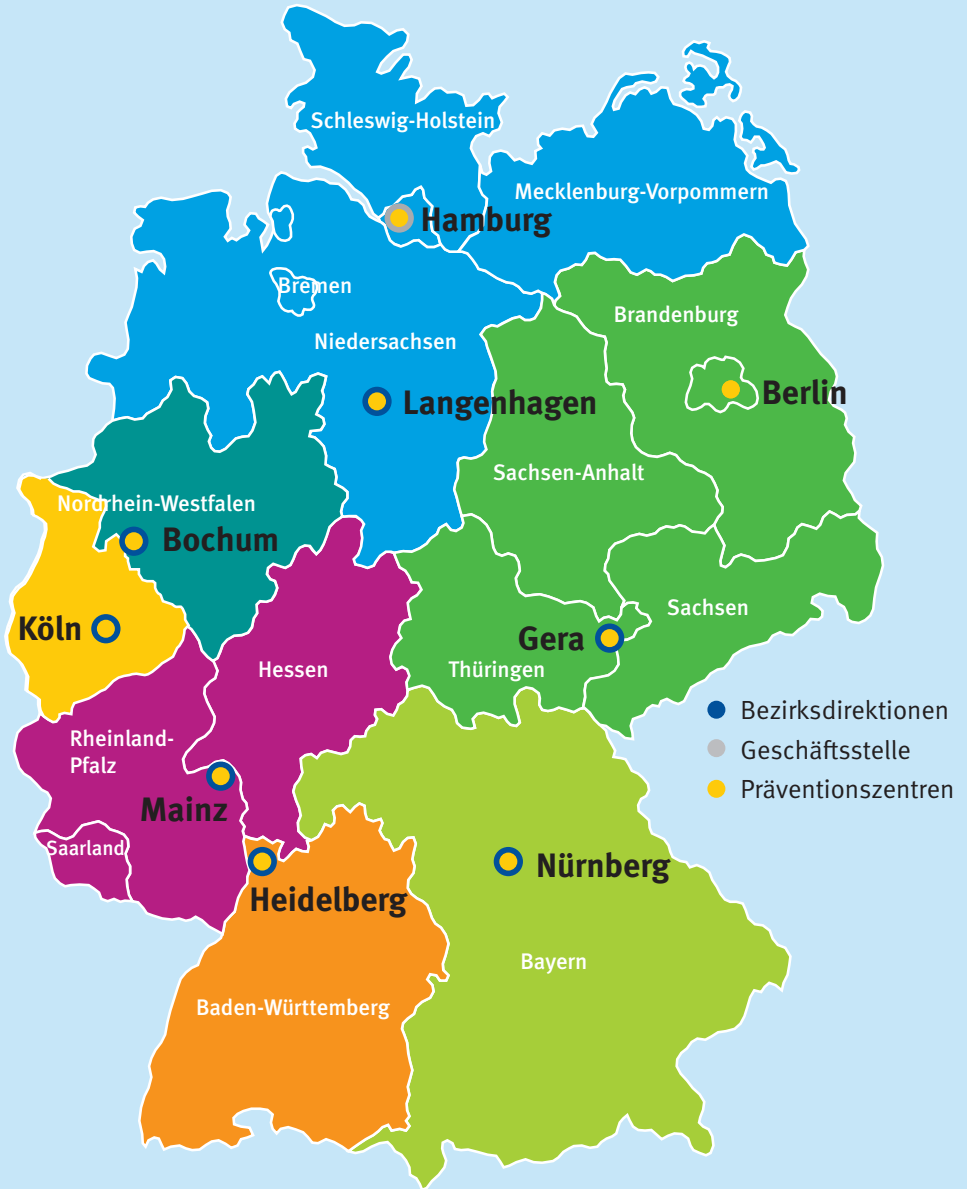 Schleswig-Holstein
Mecklenburg-Vorpommern
Hamburg
Bremen
Brandenburg
Niedersachsen
Berlin
Langenhagen
Sachsen-Anhalt
Nordrhein-Westfalen
Bochum
Sachsen
Köln
Gera
Hessen
Thüringen
Bezirksdirektionen
Geschäftsstelle
Präventionszentren
Rheinland-
Pfalz
Mainz
Saarland
Nürnberg
Heidelberg
Bayern
Baden-Württemberg